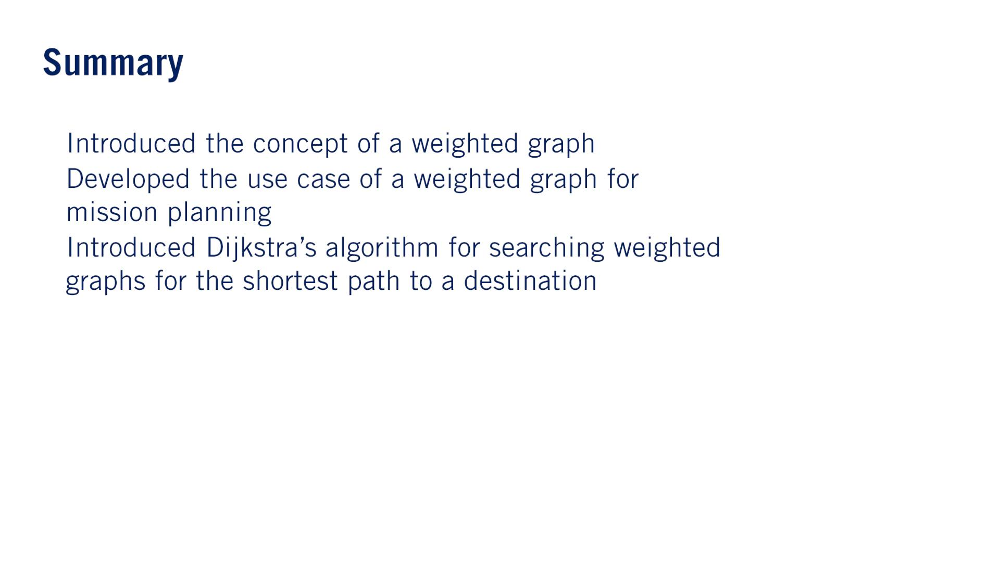 Summary
Introduced the concept of a weighted graph
Developed the use case of a weighted graph for
mission planning
Introduced Dijkstra’s algorithm for searching weighted
graphs for the shortest path to a destination